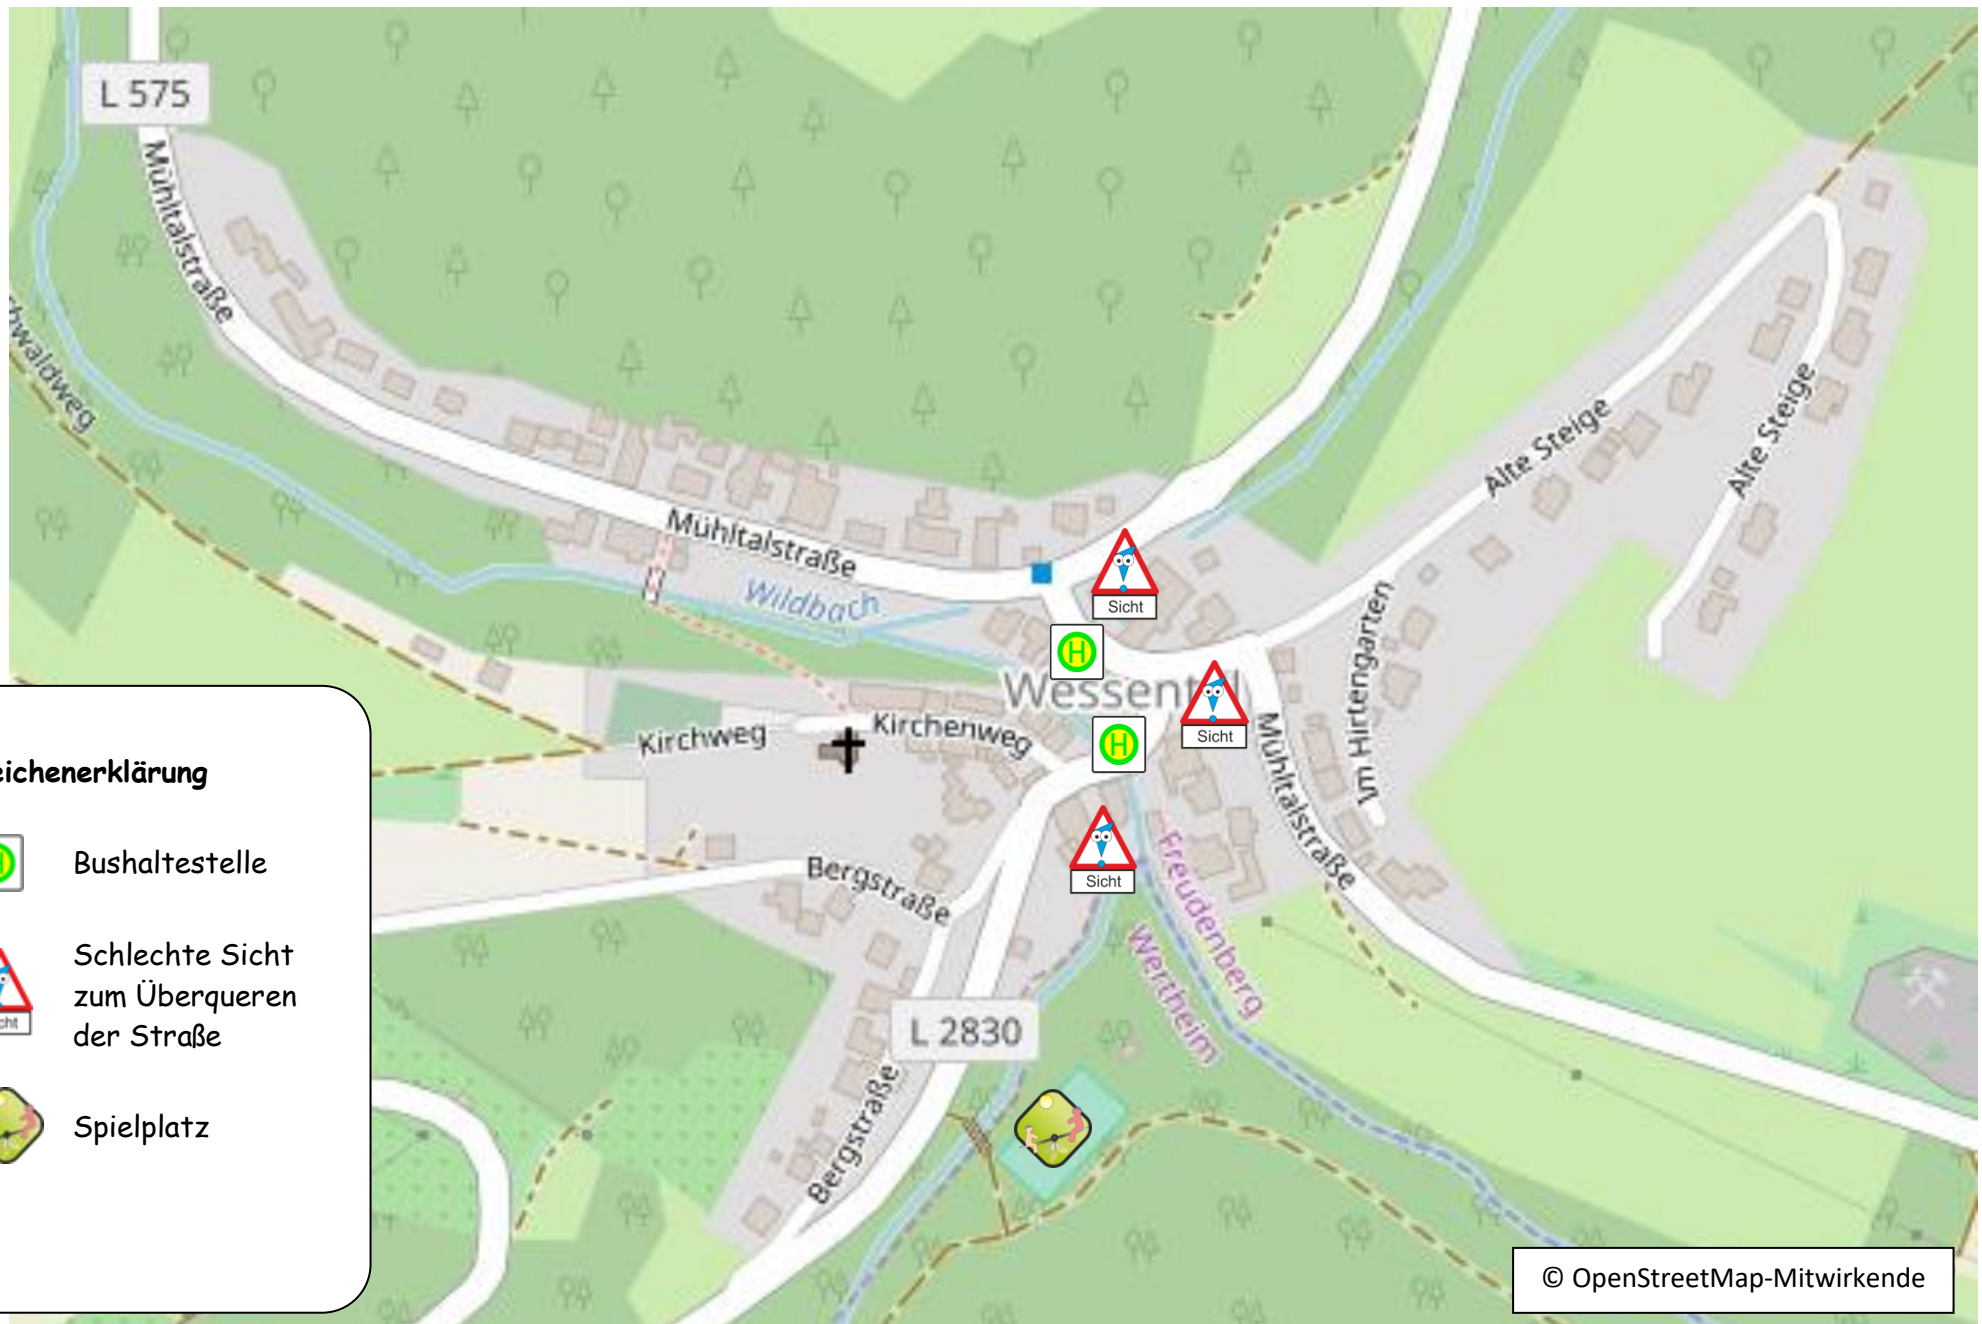 L 575
Mühltalstraße
hwaldweg
Mühltalstraße
Wildbach
Alte Steige
Alte Steige
Sicht
H
Im Hirtengarten
Wessental
Sicht
H
Kirchweg
Kirchenweg
Mühltalstraße
Sicht
Bergstraße
Freudenberg
Wertheim
L 2830
Bergstraße
eichenerklärung
H
Bushaltestelle
cht
Schlechte Sicht
zum Überqueren
der Straße
Spielplatz
© OpenStreetMap-Mitwirkende